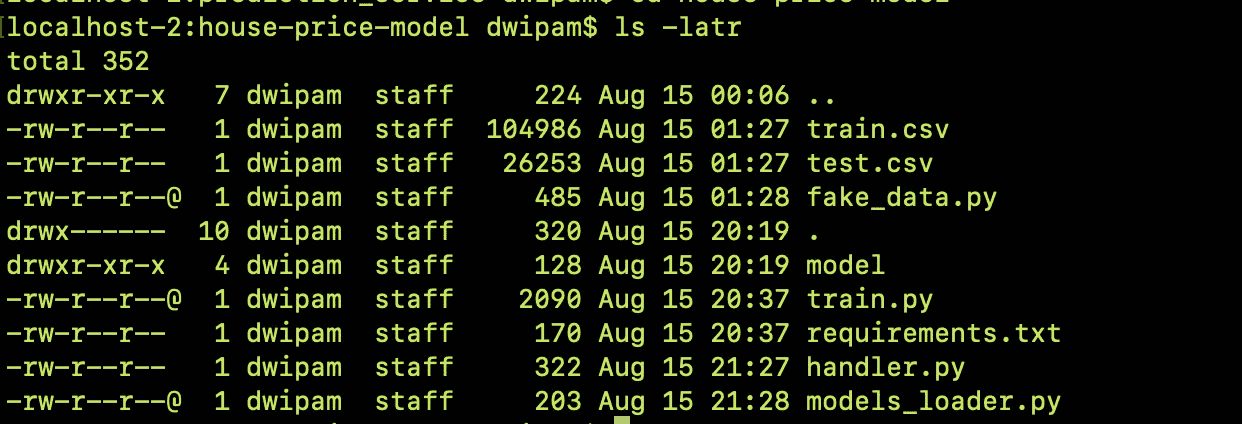 [localhost-2:house-price-model dwipam$ ls -latr
total 352
drwxr-xr-x   7 dwipam  staff     224 Aug 15 00:06 ..
-rw-r--r--   1 dwipam  staff  104986 Aug 15 01:27 train.csv
-rw-r--r--   1 dwipam  staff   26253 Aug 15 01:27 test.csv
-rw-r--r--@  1 dwipam  staff     485 Aug 15 01:28 fake_data.py
drwx------  10 dwipam  staff     320 Aug 15 20:19 .
drwxr-xr-x   4 dwipam  staff     128 Aug 15 20:19 model
-rw-r--r--@  1 dwipam  staff    2090 Aug 15 20:37 train.py
-rw-r--r--   1 dwipam  staff     170 Aug 15 20:37 requirements.txt
-rw-r--r--   1 dwipam  staff     322 Aug 15 21:27 handler.py
-rw-r--r--@  1 dwipam  staff     203 Aug 15 21:28 models_loader.py